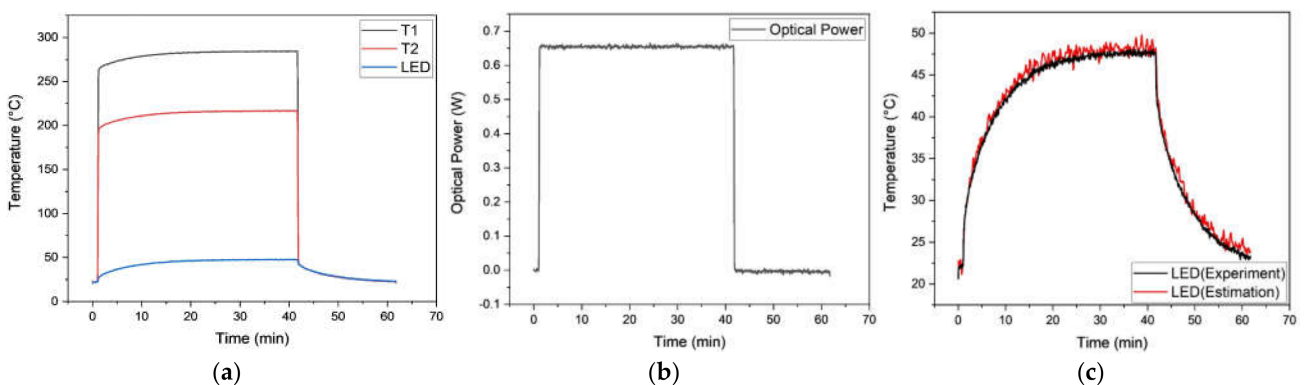 300
250
200
150
100
50
0
Temperature (°C)
0 10 20 30 40 50 60 70
Time (min)
T1
T2
LED
(a)
0.8
0.7
0.6
0.5
0.4
0.3
0.2
0.1
0.0
-0.1
Optical Power (W)
0 10 20 30 40 50 60 70
Time (min)
Optical Power
(b)
50
45
40
35
30
25
20
Temperature (°C)
0 10 20 30 40 50 60 70
Time (min)
LED(Experiment)
LED(Estimation)
(c)